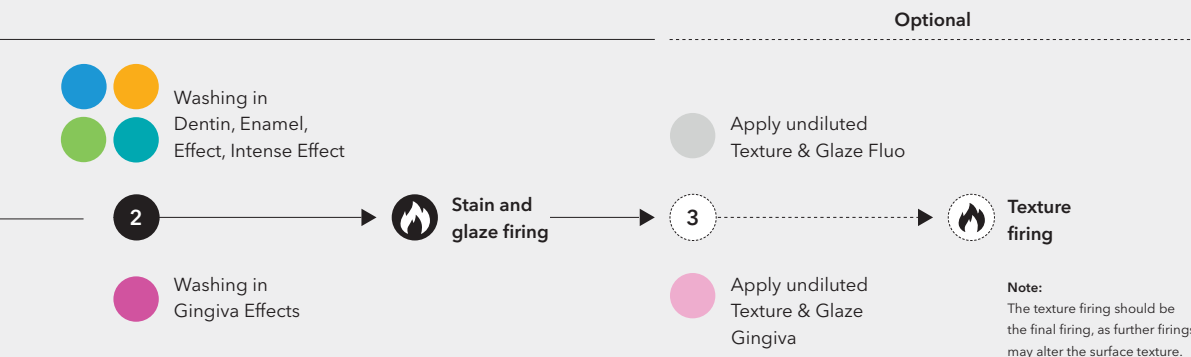 Optional
Washing in
Dentin, Enamel,
Effect, Intense Effect
Apply undiluted
Texture & Glaze Fluo
2
Stain and
glaze firing
3
Texture
firing
Washing in
Gingiva Effects
Apply undiluted
Texture & Glaze
Gingiva
Note:
The texture firing should be
the final firing, as further firings
may alter the surface texture.